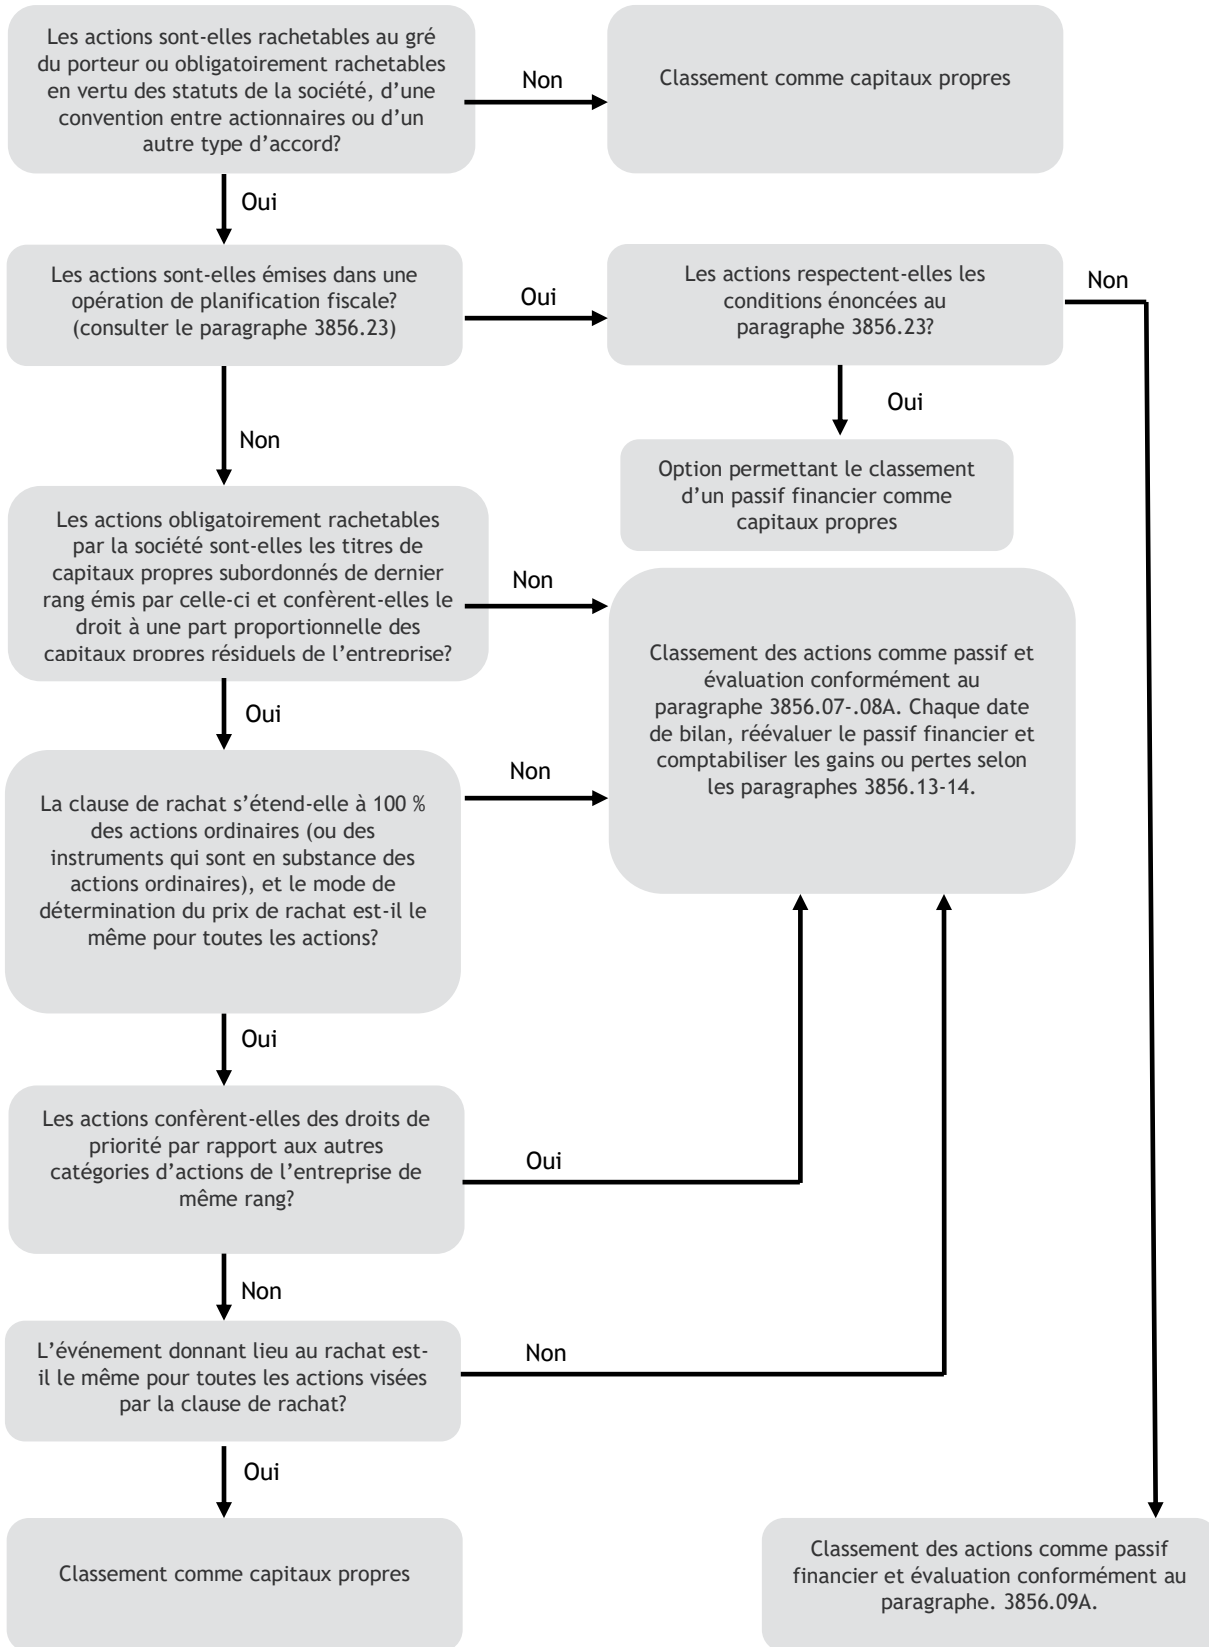 Les actions sont-elles rachetables au gré
du porteur ou obligatoirement rachetables
en vertu des statuts de la société, d'une
convention entre actionnaires ou d'un
autre type d'accord?
Non
Classement comme capitaux propres
Oui
Les actions sont-elles émises dans une
opération de planification fiscale?
(consulter le paragraphe 3856.23)
Oui
Les actions respectent-elles les
conditions énoncées au
paragraphe 3856.23?
Non
Oui
Non
Option permettant le classement
d'un passif financier comme
capitaux propres
Les actions obligatoirement rachetables
par la société sont-elles les titres de
capitaux propres subordonnés de dernier
rang émis par celle-ci et confèrent-elles le
droit à une part proportionnelle des
capitaux propres résiduels de l'entreprise?
Non
Classement des actions comme passif et
évaluation conformément au
paragraphe 3856.07-.08A. Chaque date
de bilan, réévaluer le passif financier et
comptabiliser les gains ou pertes selon
les paragraphes 3856.13-14.
Oui
Non
La clause de rachat s'étend-elle à 100 %
des actions ordinaires (ou des
instruments qui sont en substance des
actions ordinaires), et le mode de
détermination du prix de rachat est-il le
même pour toutes les actions?
Oui
Les actions confèrent-elles des droits de
priorité par rapport aux autres
catégories d'actions de l'entreprise de
même rang?
Oui
Non
L'événement donnant lieu au rachat est-
il le même pour toutes les actions visées
par la clause de rachat?
Non
Oui
Classement comme capitaux propres
Classement des actions comme passif
financier et évaluation conformément au
paragraphe. 3856.09A.